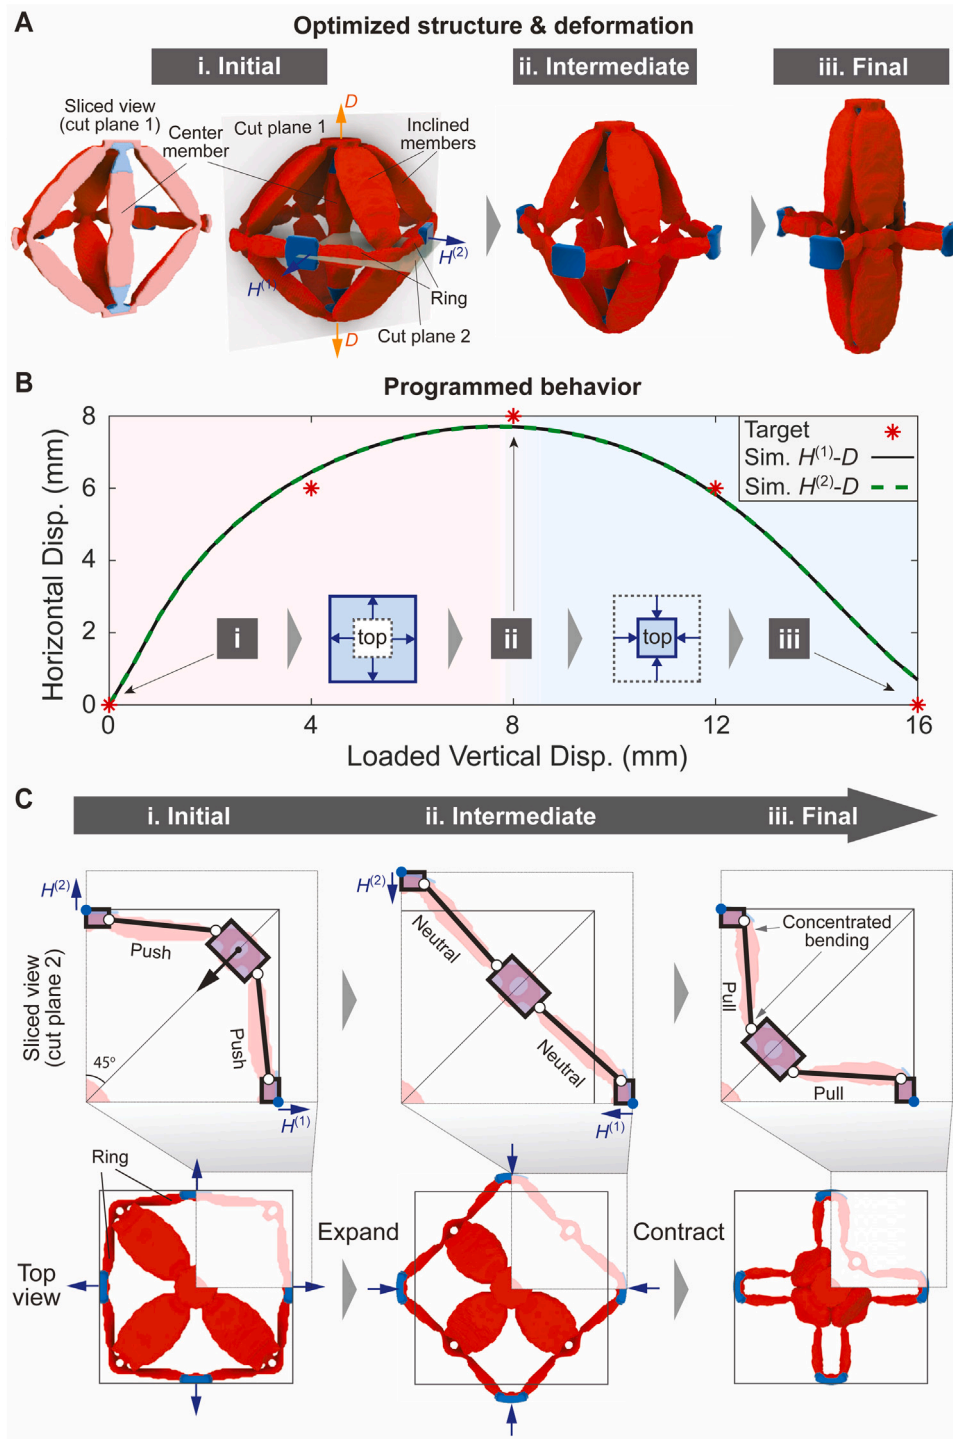 A
Optimized structure & deformation
i. Initial
ii. Intermediate
iii. Final
Sliced view
(cut plane 1)
Center
member
Cut plane 1
D
Inclined
members
H(2)
H(1)
Ring
Cut plane 2
D
B
Programmed behavior
Horizontal Disp. (mm)
8
6
4
2
0
Target
Sim. H(1)-D
Sim. H(2)-D
i
top
ii
top
iii
0
4
8
12
16
Loaded Vertical Disp. (mm)
C
i. Initial
ii. Intermediate
iii. Final
Sliced view
(cut plane 2)
H(2)
Push
Push
45º
H(1)
H(2)
Neutral
Neutral
H(1)
Concentrated
bending
Pull
Pull
Ring
Top
view
Expand
Contract